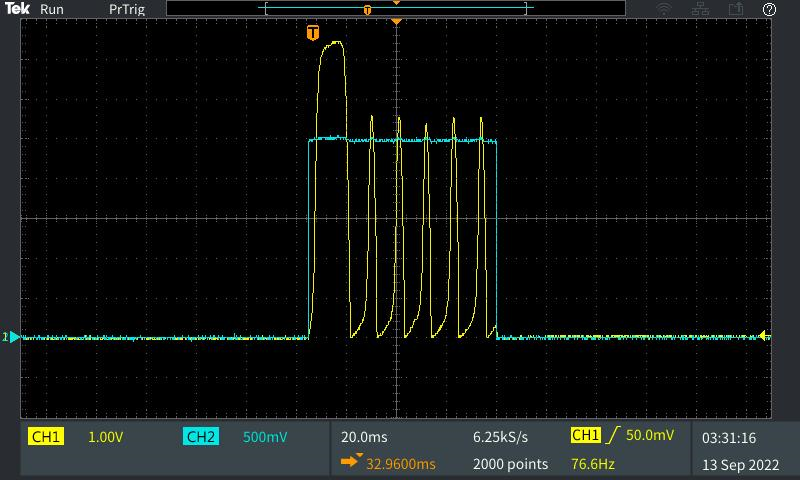 Tek Run PrTrig
T
T
1
CH1 1.00V CH2 500mV 20.0ms 6.25kS/s CH1 50.0mV 03:31:16
32.9600ms 2000 points 76.6Hz 13 Sep 2022